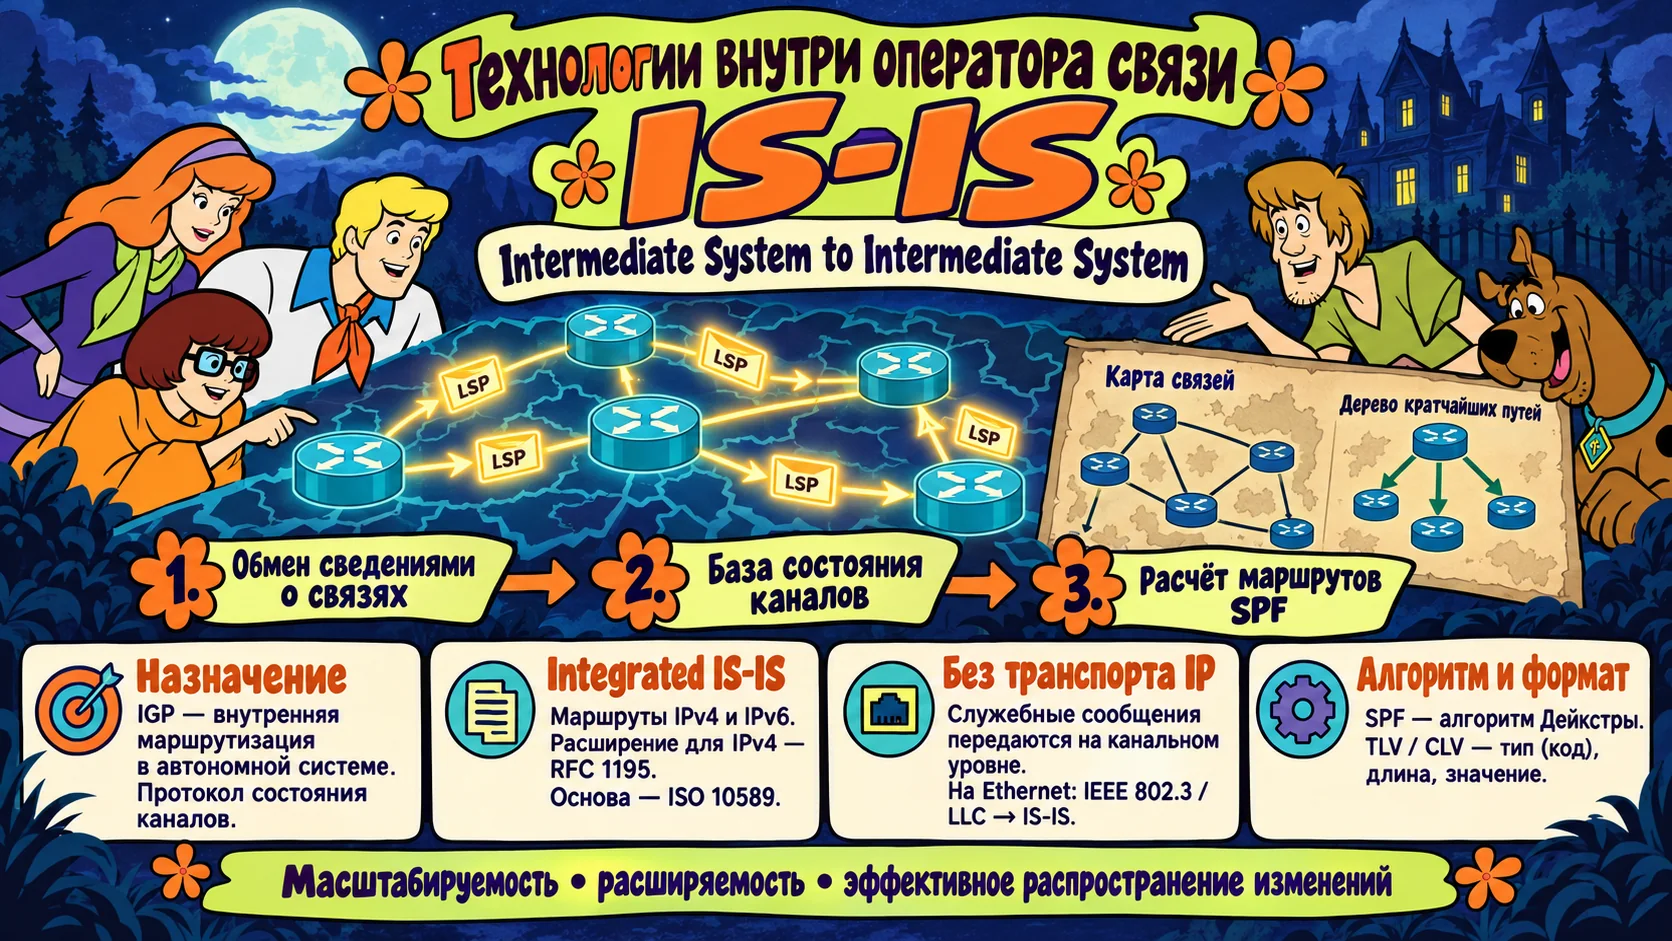 Технологии внутри оператора связи
IS-IS
Intermediate System to Intermediate System
LSP
LSP
LSP
LSP
LSP
Карта связей
Дерево кратчайших путей
1. Обмен сведениями
о связях
2. База состояния
каналов
3. Расчёт маршрутов
SPF
Назначение
IGP — внутренняя
маршрутизация
в автономной системе.
Протокол состояния
каналов.
Integrated IS-IS
Маршруты IPv4 и IPv6.
Расширение для IPv4 —
RFC 1195.
Основа — ISO 10589.
Без транспорта IP
Служебные сообщения
передаются на канальном
уровне.
На Ethernet: IEEE 802.3 /
LLC → IS-IS.
Алгоритм и формат
SPF — алгоритм Дейкстры.
TLV / CLV — тип (код),
длина, значение.
Масштабируемость • расширяемость • эффективное распространение изменений